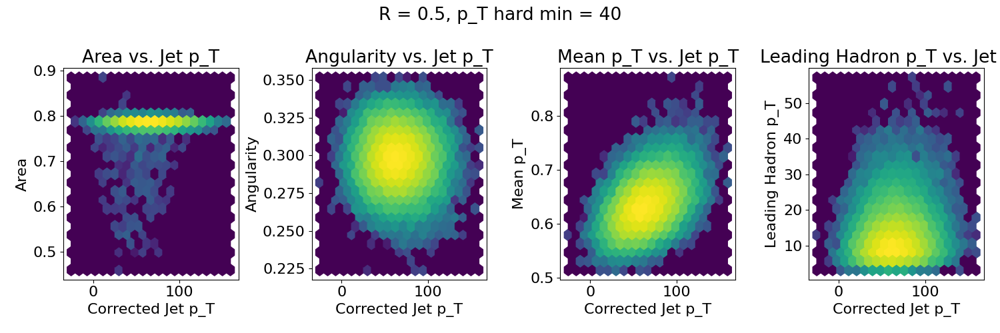 R = 0.5, p_T hard min = 40
Area vs. Jet p_T
Area
0.9
0.8
0.7
0.6
0.5
0 100
Corrected Jet p_T
Angularity vs. Jet p_T
Angularity
0.350
0.325
0.300
0.275
0.250
0.225
0 100
Corrected Jet p_T
Mean p_T vs. Jet p_T
Mean p_T
0.8
0.7
0.6
0.5
0 100
Corrected Jet p_T
Leading Hadron p_T vs. Jet
Leading Hadron p_T
50
40
30
20
10
0 100
Corrected Jet p_T